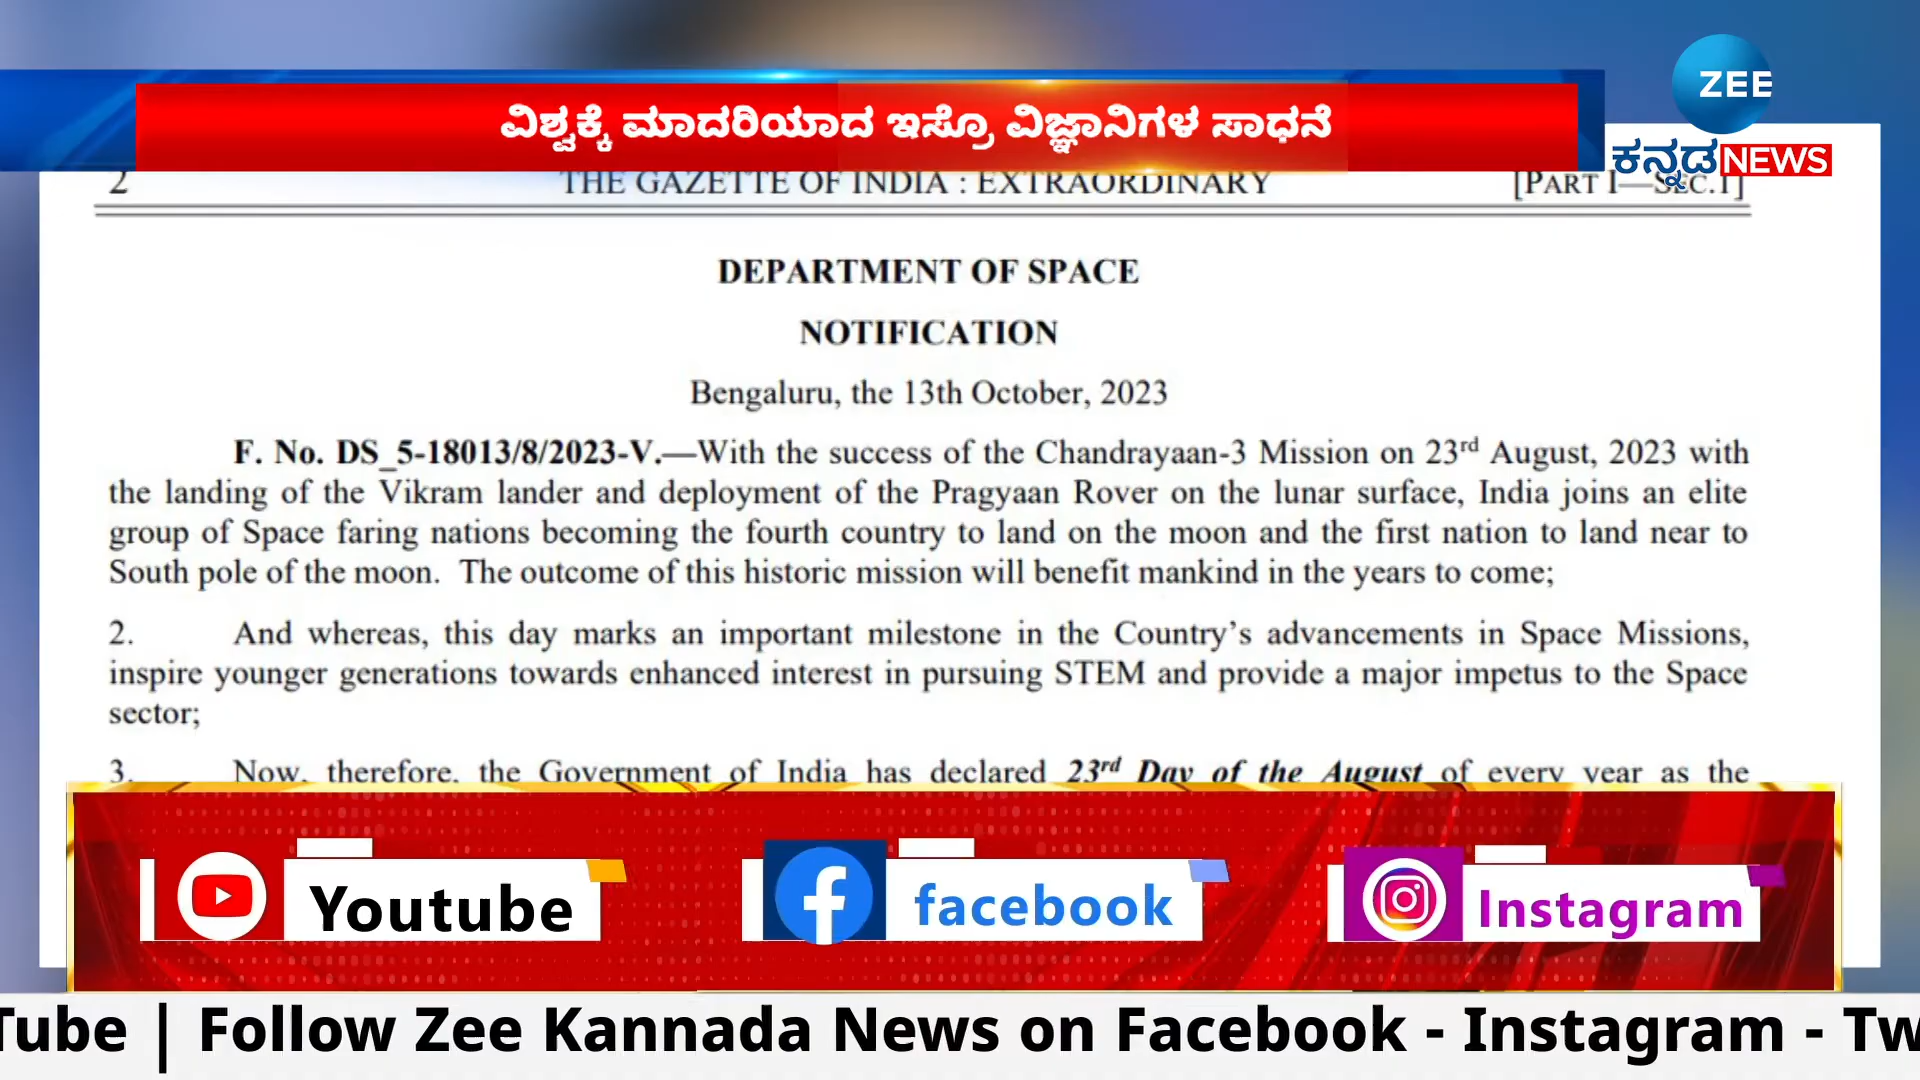 ವಿಶ್ವಕ್ಕೆ ಮಾದರಿಯಾದ ಇಸ್ರೊ ವಿಜ್ಞಾನಿಗಳ ಸಾಧನೆ
ZEE
ಕನ್ನಡ NEWS
2 THE GAZETTE OF INDIA : EXTRAORDINARY [PART I—SEC.1]
DEPARTMENT OF SPACE
NOTIFICATION
Bengaluru, the 13th October, 2023
F. No. DS_5-18013/8/2023-V.—With the success of the Chandrayaan-3 Mission on 23rd August, 2023 with
the landing of the Vikram lander and deployment of the Pragyaan Rover on the lunar surface, India joins an elite
group of Space faring nations becoming the fourth country to land on the moon and the first nation to land near to
South pole of the moon. The outcome of this historic mission will benefit mankind in the years to come;
2. And whereas, this day marks an important milestone in the Country’s advancements in Space Missions,
inspire younger generations towards enhanced interest in pursuing STEM and provide a major impetus to the Space
sector;
3. Now, therefore, the Government of India has declared 23rd Day of the August of every year as the
Youtube
facebook
Instagram
Tube | Follow Zee Kannada News on Facebook - Instagram - Tw